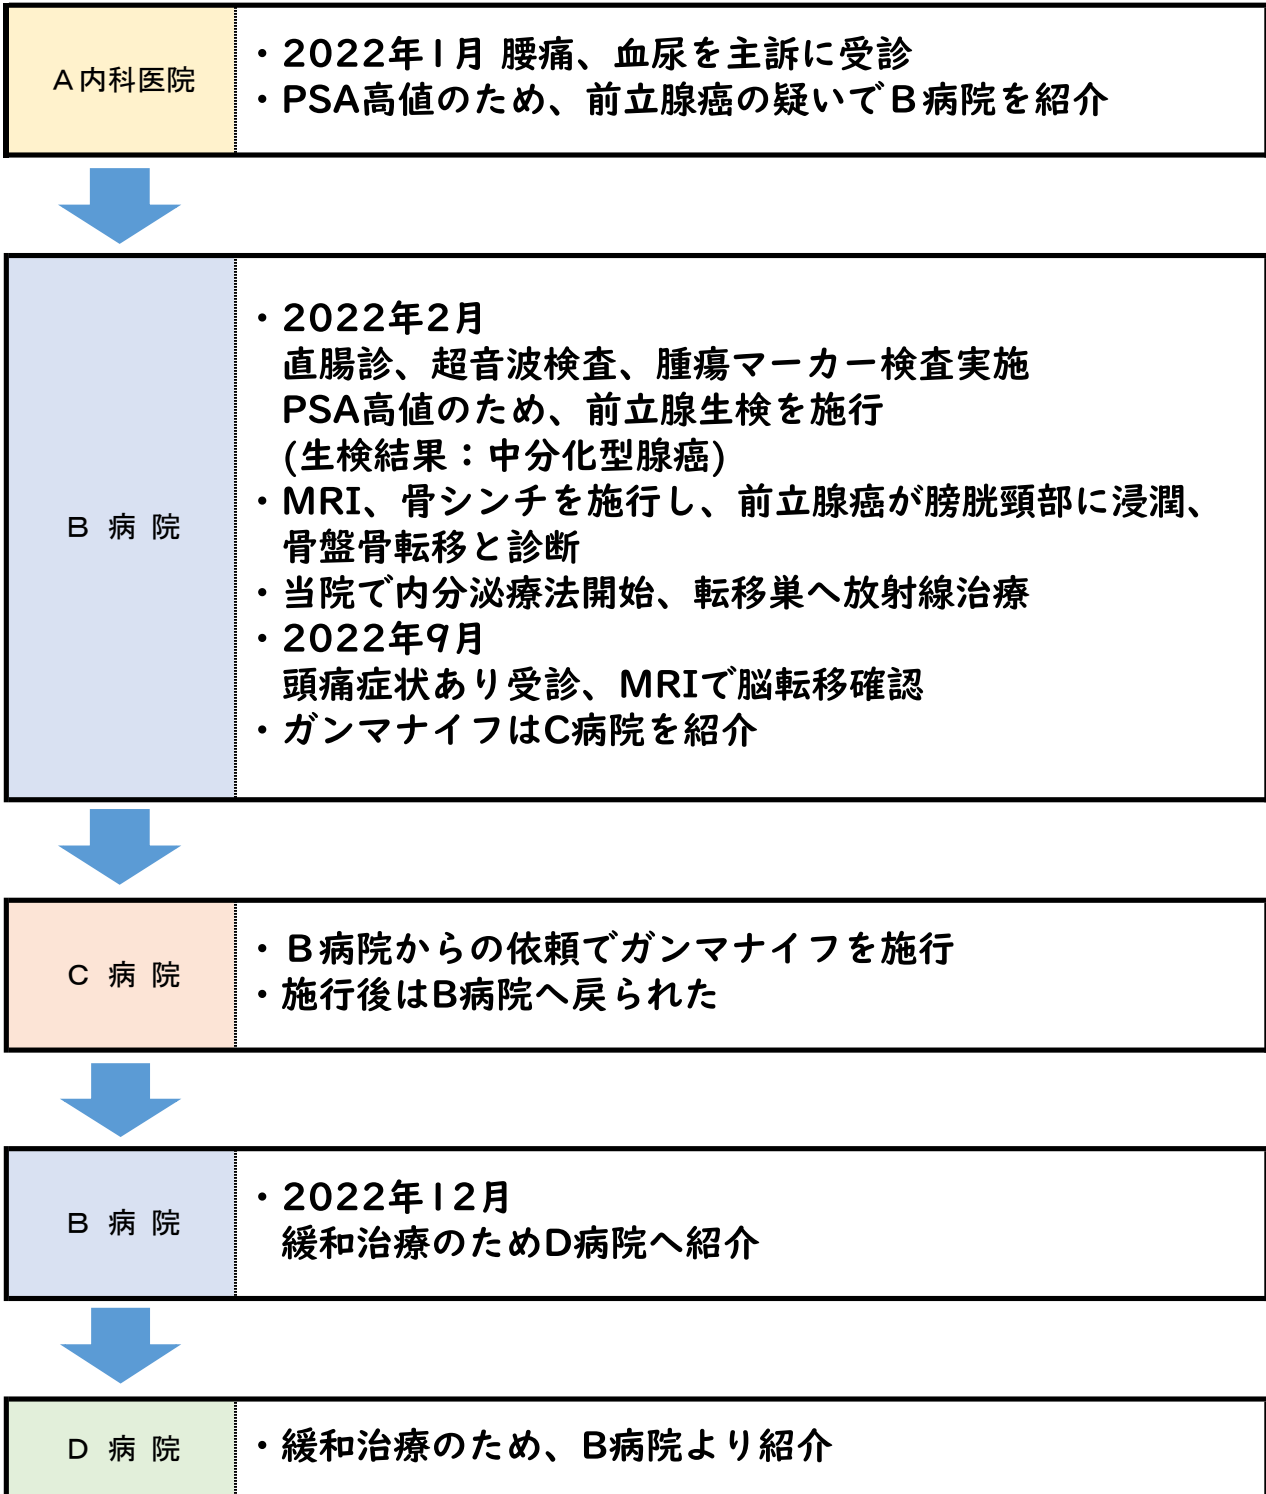 A内科医院
・2022年1月 腰痛、血尿を主訴に受診
・PSA高値のため、前立腺癌の疑いでB病院を紹介
B 病 院
・2022年2月
直腸診、超音波検査、腫瘍マーカー検査実施
PSA高値のため、前立腺生検を施行
(生検結果：中分化型腺癌)
・MRI、骨シンチを施行し、前立腺癌が膀胱頸部に浸潤、
骨盤骨転移と診断
・当院で内分泌療法開始、転移巣へ放射線治療
・2022年9月
頭痛症状あり受診、MRIで脳転移確認
・ガンマナイフはC病院を紹介
C 病 院
・B病院からの依頼でガンマナイフを施行
・施行後はB病院へ戻られた
B 病 院
・2022年12月
緩和治療のためD病院へ紹介
D 病 院
・緩和治療のため、B病院より紹介